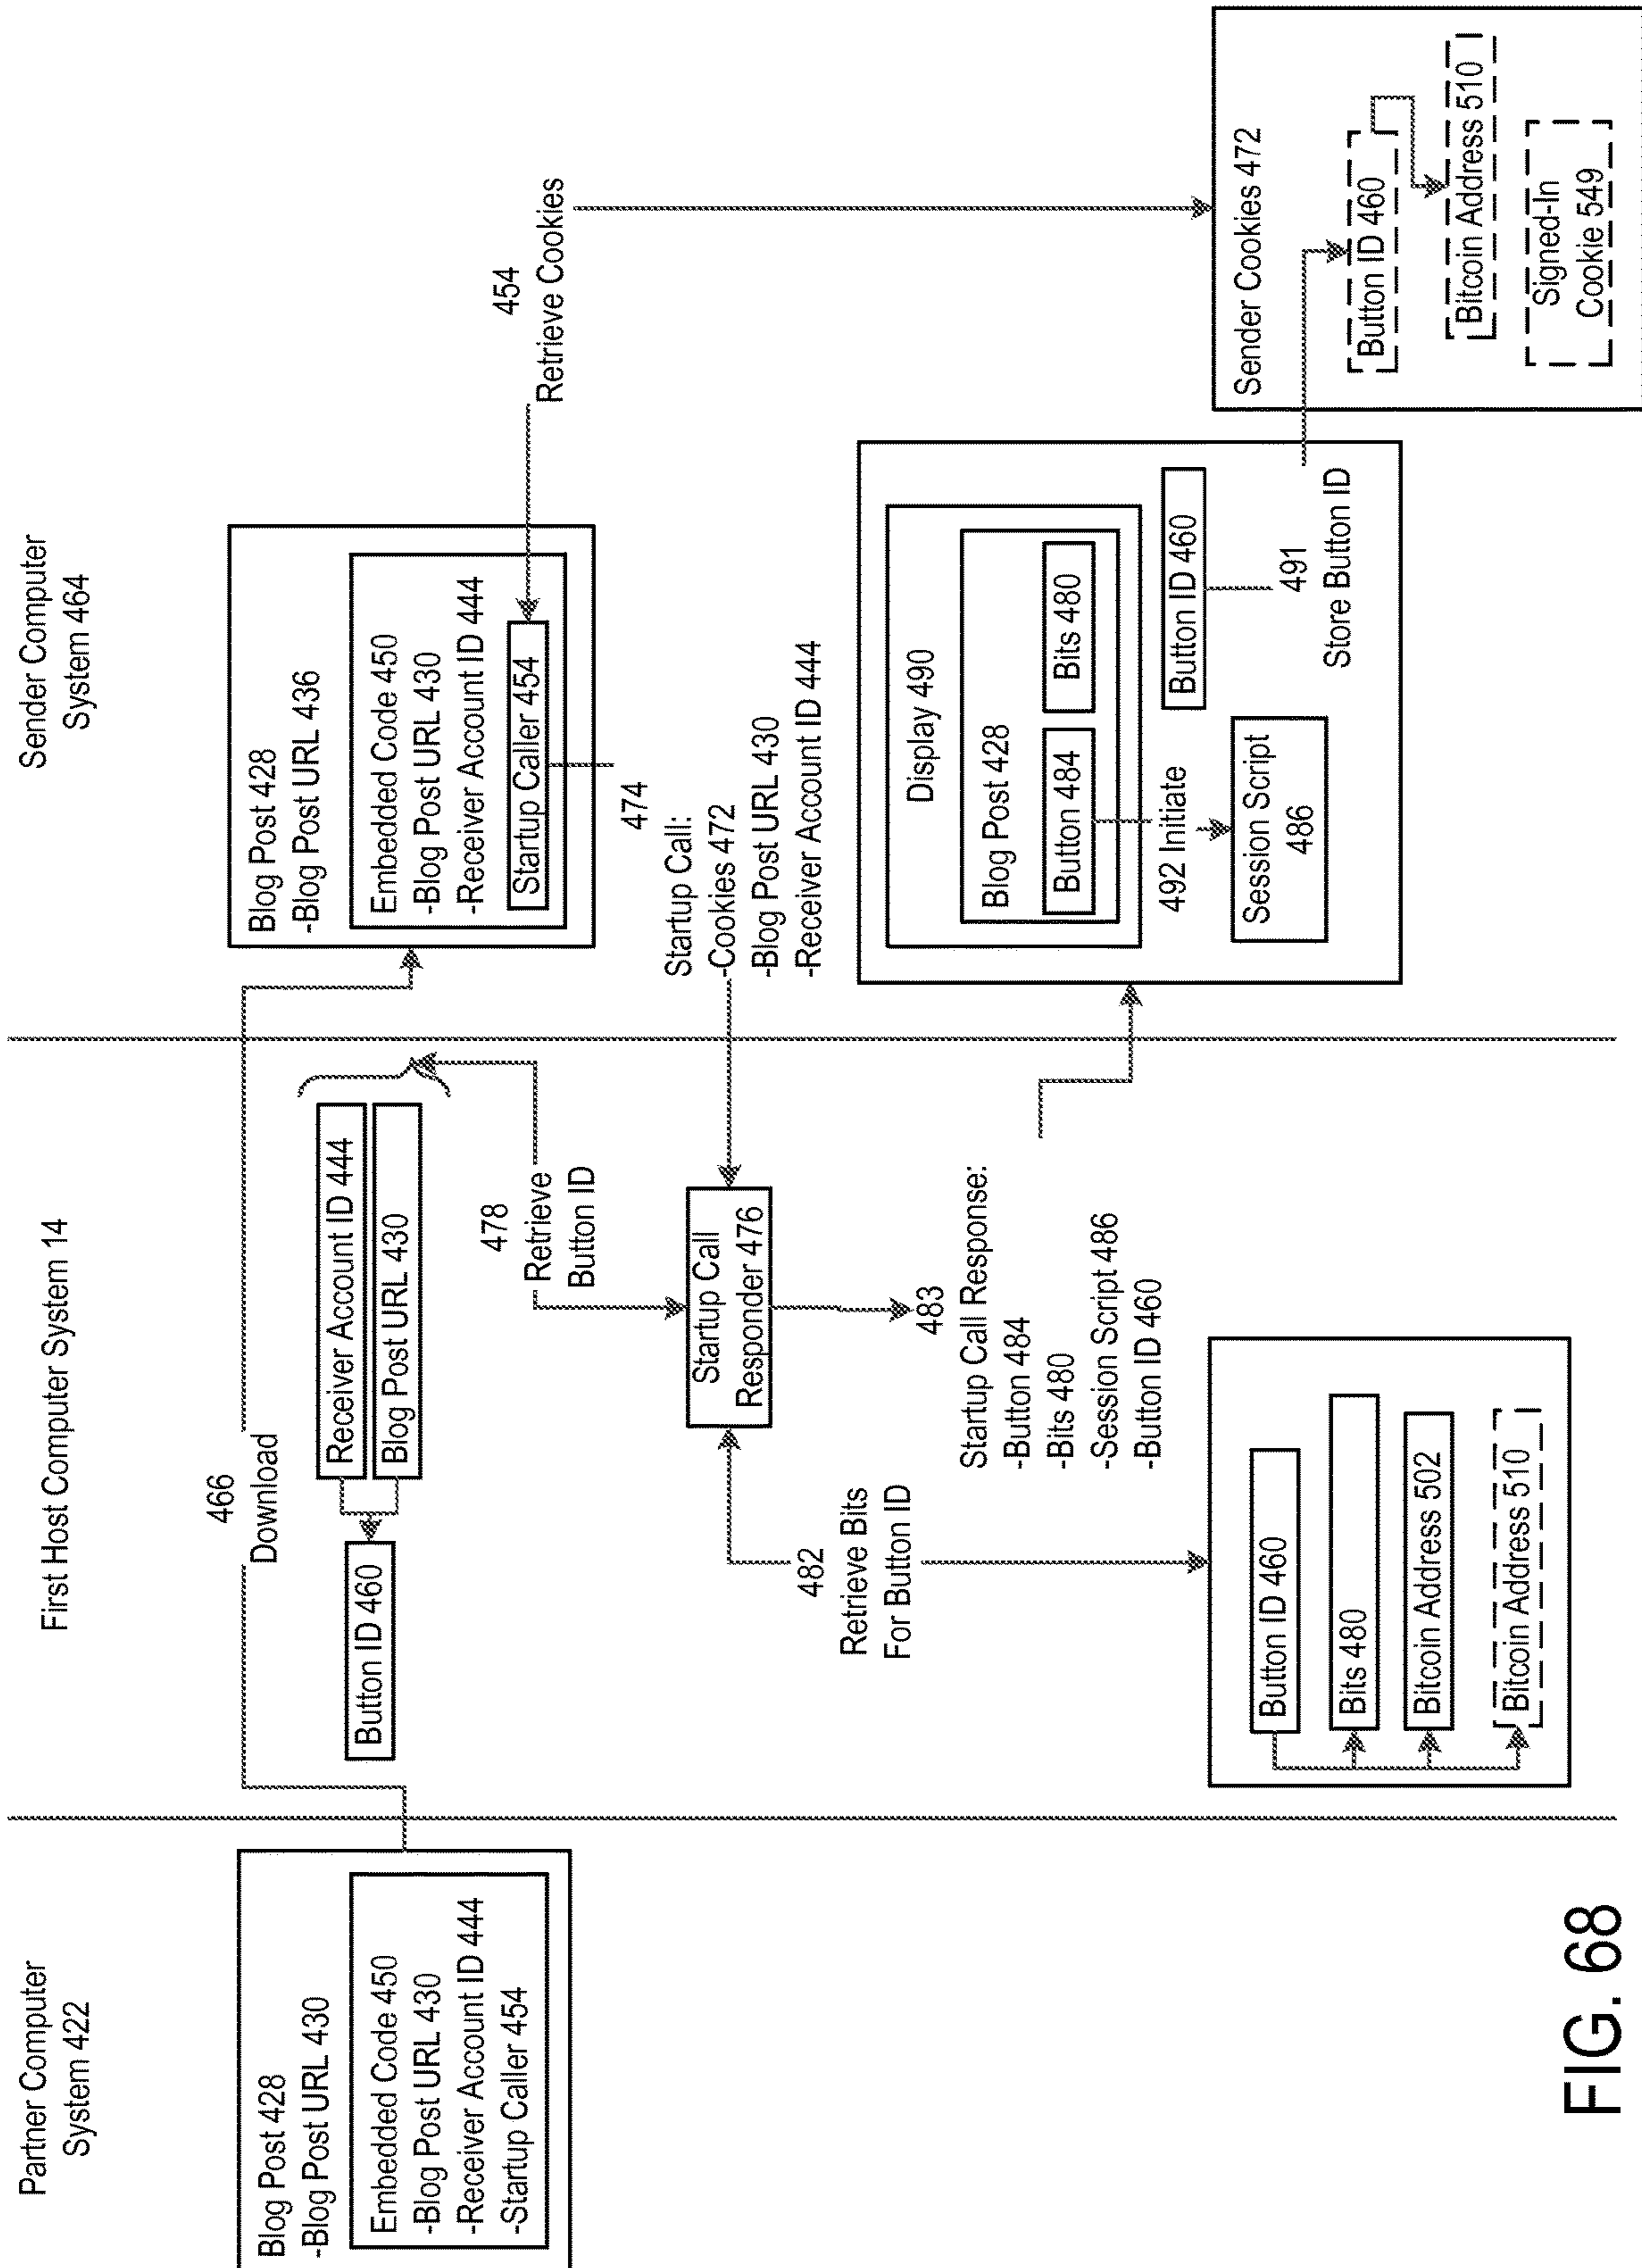 Partner Computer
System 422
Blog Post 428
-Blog Post URL 430
Embedded Code 450
-Blog Post URL 430
-Receiver Account ID 444
-Startup Caller 454
First Host Computer System 14
466
Download
Button ID 460
Receiver Account ID 444
Blog Post URL 430
478
Retrieve
Button ID
Startup Call
Responder 476
482
Retrieve Bits
For Button ID
483
Startup Call Response:
-Button 484
-Bits 480
-Session Script 486
-Button ID 460
Button ID 460
Bits 480
Bitcoin Address 502
Bitcoin Address 510
Sender Computer
System 464
Blog Post 428
-Blog Post URL 436
Embedded Code 450
-Blog Post URL 430
-Receiver Account ID 444
Startup Caller 454
454
Retrieve Cookies
474
Startup Call:
-Cookies 472
-Blog Post URL 430
-Receiver Account ID 444
Display 490
Blog Post 428
Button 484
Bits 480
Button ID 460
492 Initiate
Session Script
486
491
Store Button ID
Sender Cookies 472
Button ID 460
Bitcoin Address 510
Signed-In
Cookie 549
FIG. 68